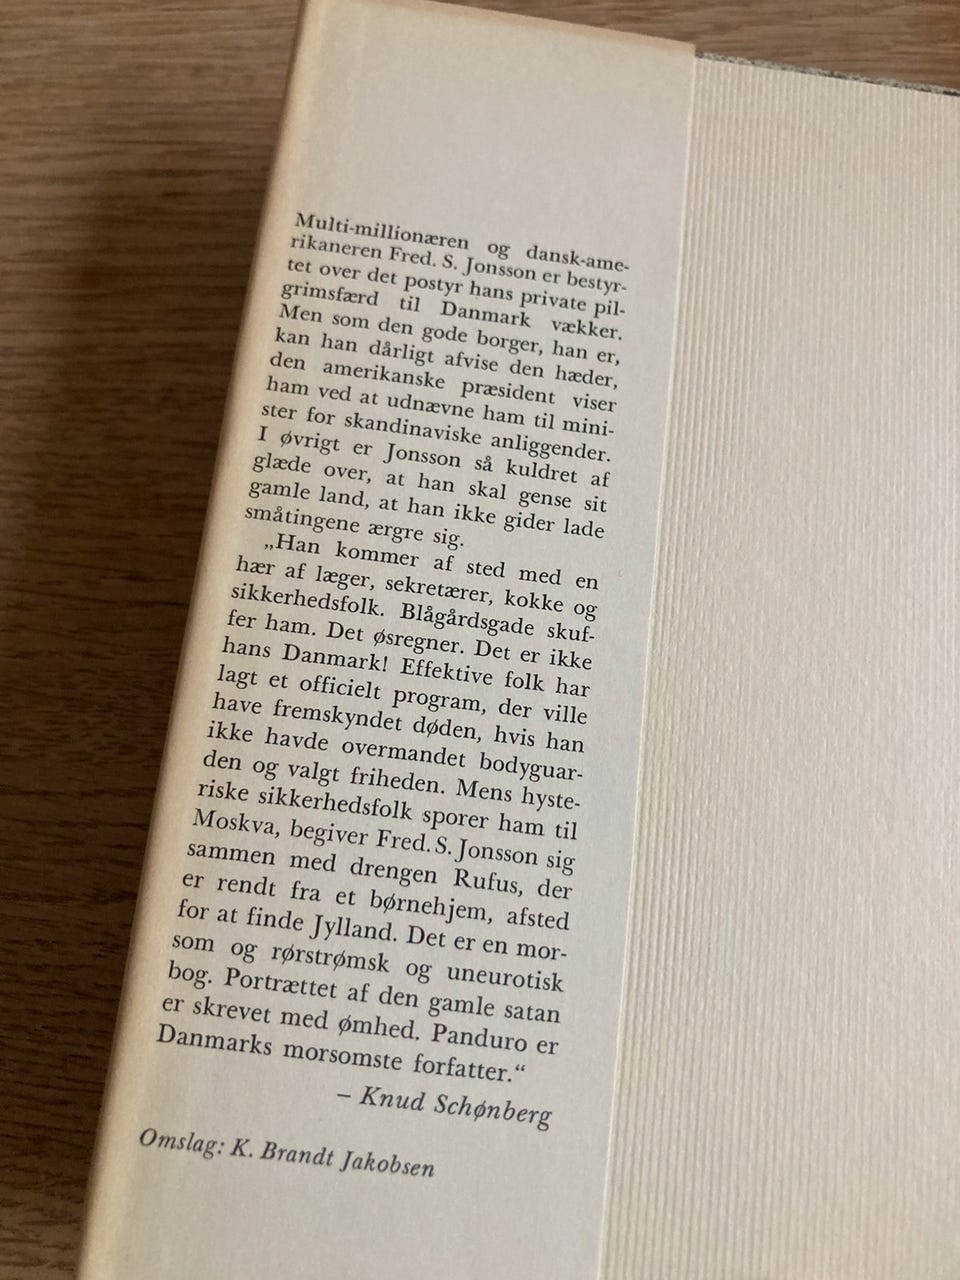 Multi-millionæren og dansk-ame-
rikaneren Fred. S. Jonsson er bestyr-
tet over det postyr hans private pil-
grimsfærd til Danmark vækker.
Men som den gode borger, han er,
kan han dårligt afvise den hæder,
den amerikanske præsident viser
ham ved at udnævne ham til mini-
ster for skandinaviske anliggender.
I øvrigt er Jonsson så kuldret af
glæde over, at han skal gense sit
gamle land, at han ikke gider lade
småtingene ærgre sig.
„Han kommer af sted med en
hær af læger, sekretærer, kokke og
sikkerhedsfolk. Blågårdsgade skuf-
fer ham. Det øsregner. Det er ikke
hans Danmark! Effektive folk har
lagt et officielt program, der ville
have fremskyndet døden, hvis han
ikke havde overmandet bodyguar-
den og valgt friheden. Mens hyste-
riske sikkerhedsfolk sporer ham til
Moskva, begiver Fred. S. Jonsson sig
sammen med drengen Rufus, der
er rendt fra et børnehjem, afsted
for at finde Jylland. Det er en mor-
som og rørstrømsk og uneurotisk
bog. Portrættet af den gamle satan
er skrevet med ømhed. Panduro er
Danmarks morsomste forfatter.“
– Knud Schønberg
Omslag: K. Brandt Jakobsen